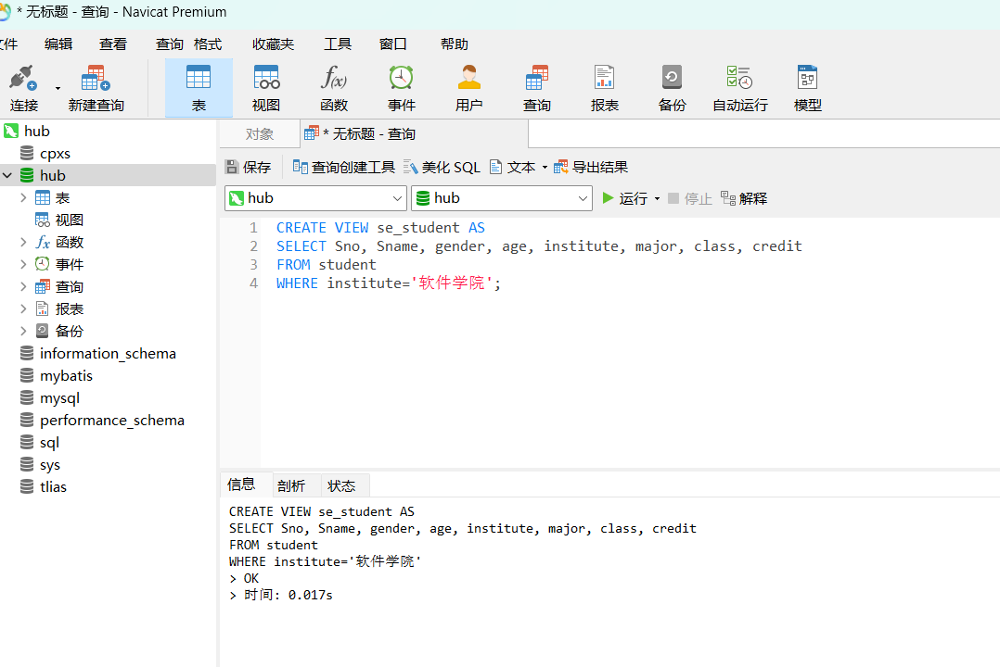 * 无标题 - 查询 - Navicat Premium
文件 编辑 查看 查询 格式 收藏夹 工具 窗口 帮助
连接 新建查询 表 视图 函数 事件 用户 查询 报表 备份 自动运行 模型
hub
cpxs
hub
表
视图
函数
事件
查询
报表
备份
information_schema
mybatis
mysql
performance_schema
sql
sys
tlias
对象 * 无标题 - 查询
保存 查询创建工具 美化 SQL 文本 导出结果
hub hub 运行 停止 解释
1 CREATE VIEW se_student AS
2 SELECT Sno, Sname, gender, age, institute, major, class, credit
3 FROM student
4 WHERE institute='软件学院';
信息 剖析 状态
CREATE VIEW se_student AS
SELECT Sno, Sname, gender, age, institute, major, class, credit
FROM student
WHERE institute='软件学院'
> OK
> 时间: 0.017s